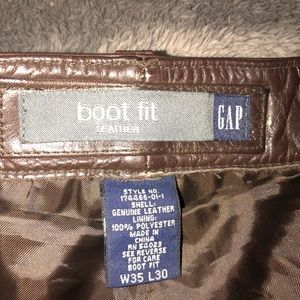 boot fit
LEATHER
GAP
STYLE NO.
174466-01-1
SHELL:
GENUINE LEATHER
LINING:
100% POLYESTER
MADE IN
CHINA
RN 54023
SEE REVERSE
FOR CARE
BOOT FIT
W35 L30